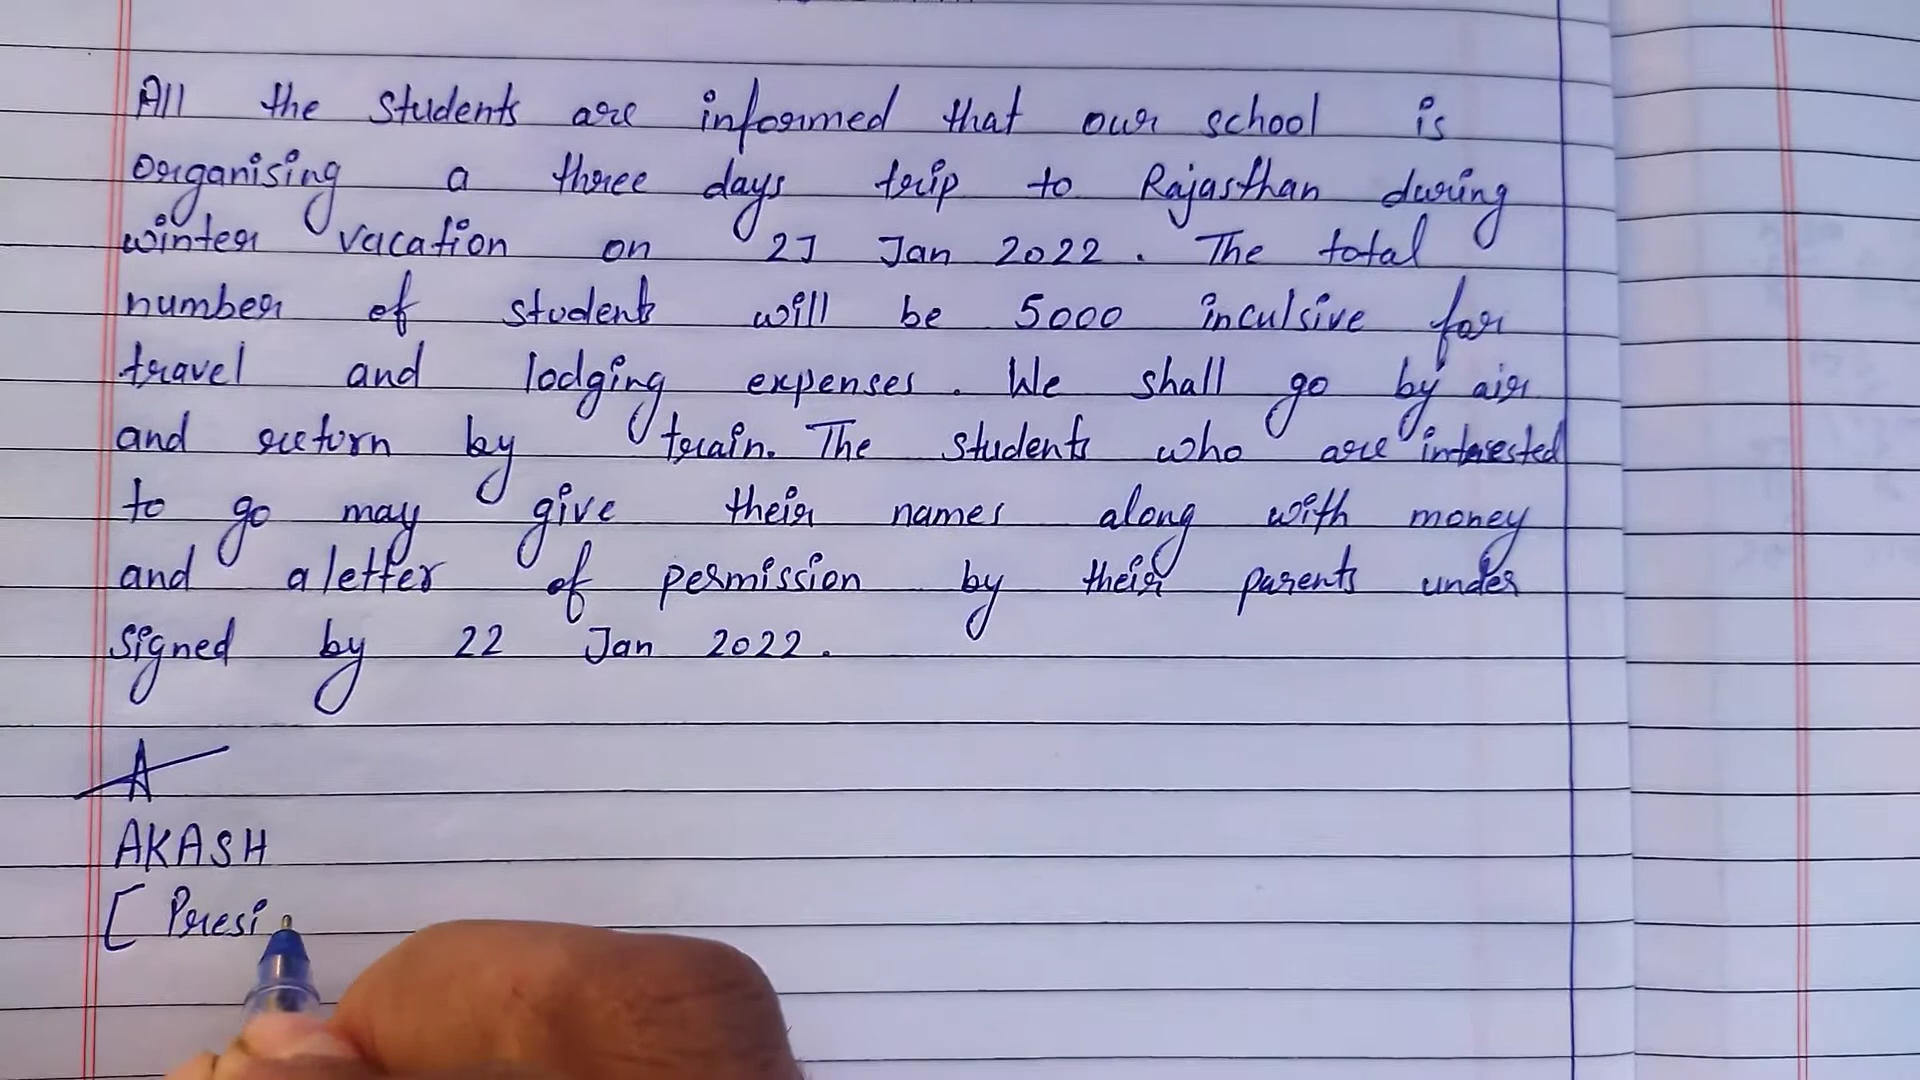 All the students are informed that our school is
organising a three days trip to Rajasthan during
winter vacation on 2J Jan 2022. The total
number of students will be 5000 inculsive for
travel and lodging expenses. We shall go by air
and return by train. The students who are interested
to go may give their names along with money
and a letter of permission by their parents under
signed by 22 Jan 2022.
A
AKASH
[ Presi